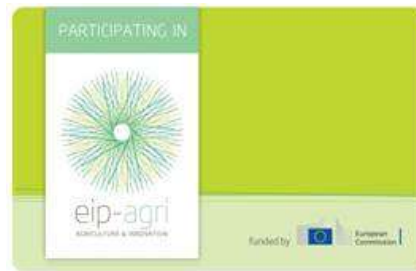 PARTICIPATING IN
eip-agri
AGRICULTURE & INNOVATION
funded by
European
Commission